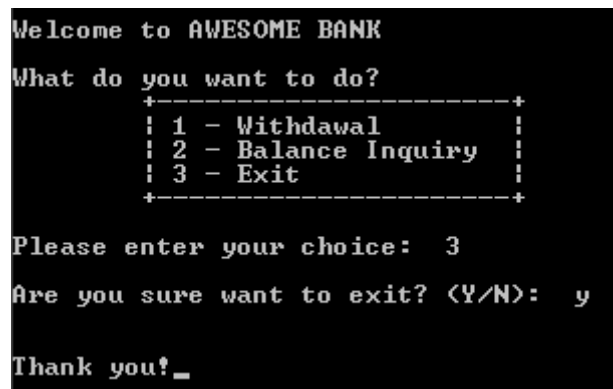 Welcome to AWESOME BANK
What do you want to do?
1 - Withdawal
2 - Balance Inquiry
3 - Exit
Please enter your choice: 3
Are you sure want to exit? (Y/N): y
Thank you!_